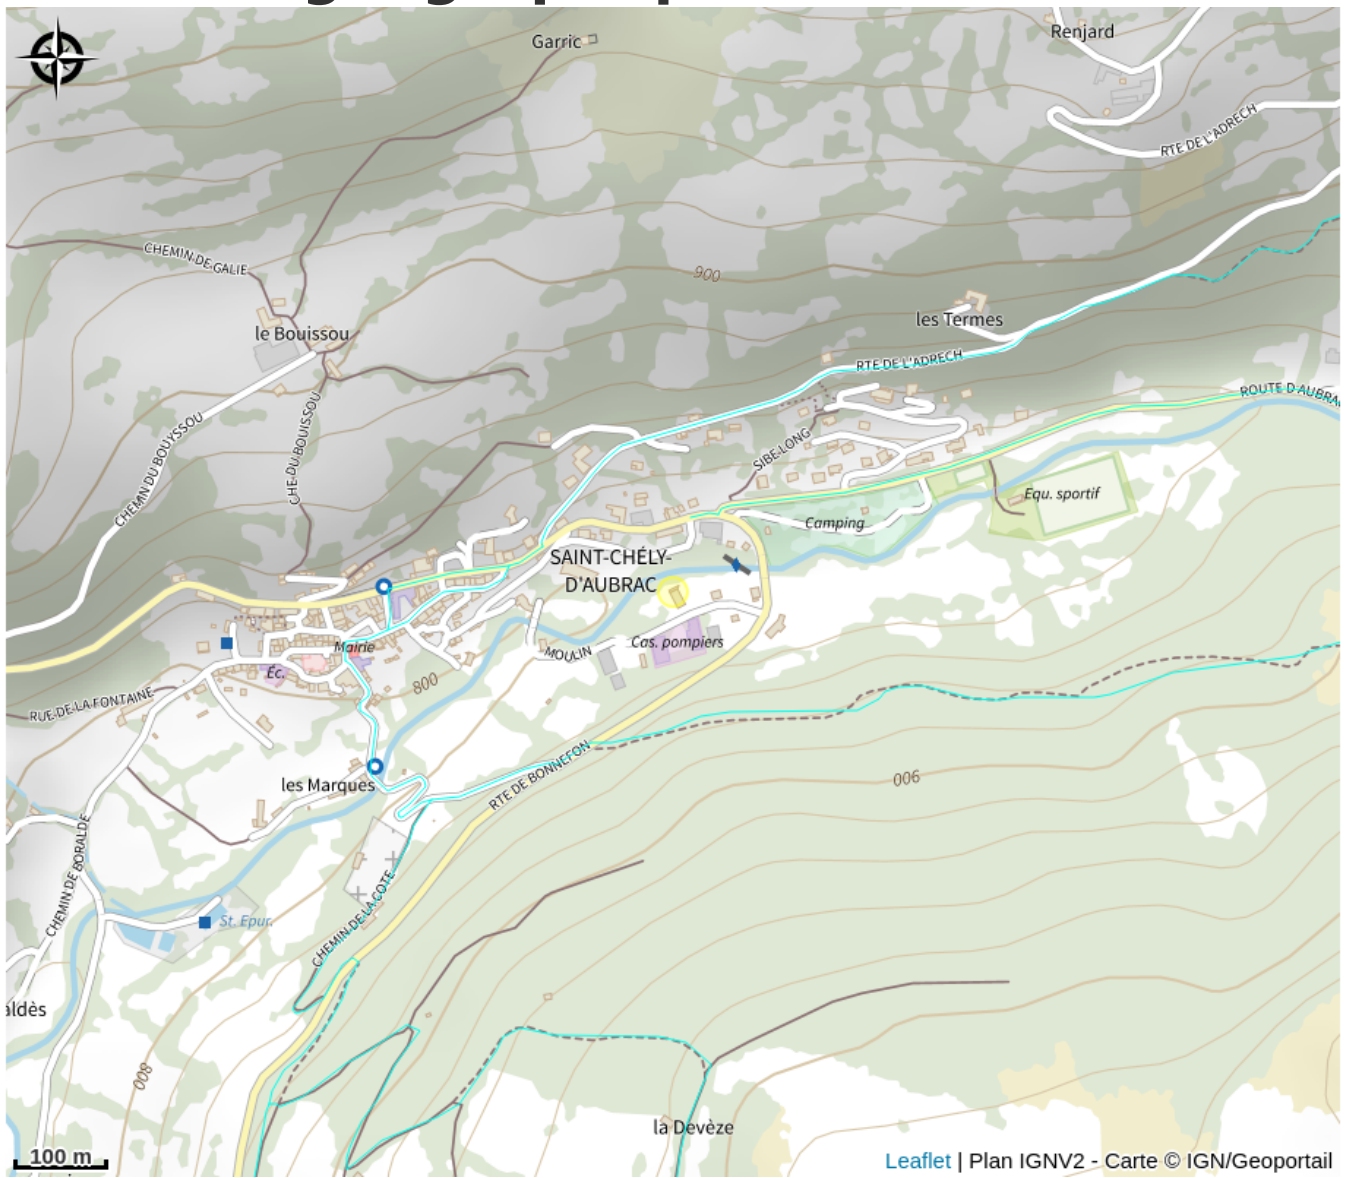 Garric
Renjard
RTE DE L'ADRECH
CHEMIN DE GALIE
900
le Bouissou
les Termes
RTE DE L'ADRECH
ROUTE D'AUBRA
CHE DU BOUISSOU
CHEMIN DU BOUYSSOU
SIBE-LONG
Equ. sportif
Camping
SAINT-CHÉLY-
D'AUBRAC
Mairie
Cas. pompiers
MOULIN
Éc.
800
RUE DE LA FONTAINE
RTE DE BONNEFON
900
les Marques
CHEMIN DE BORALDE
CHEMIN DE LA COTE
St. Epur.
aldès
800
la Devèze
100 m
Leaflet | Plan IGNV2 - Carte © IGN/Geoportail